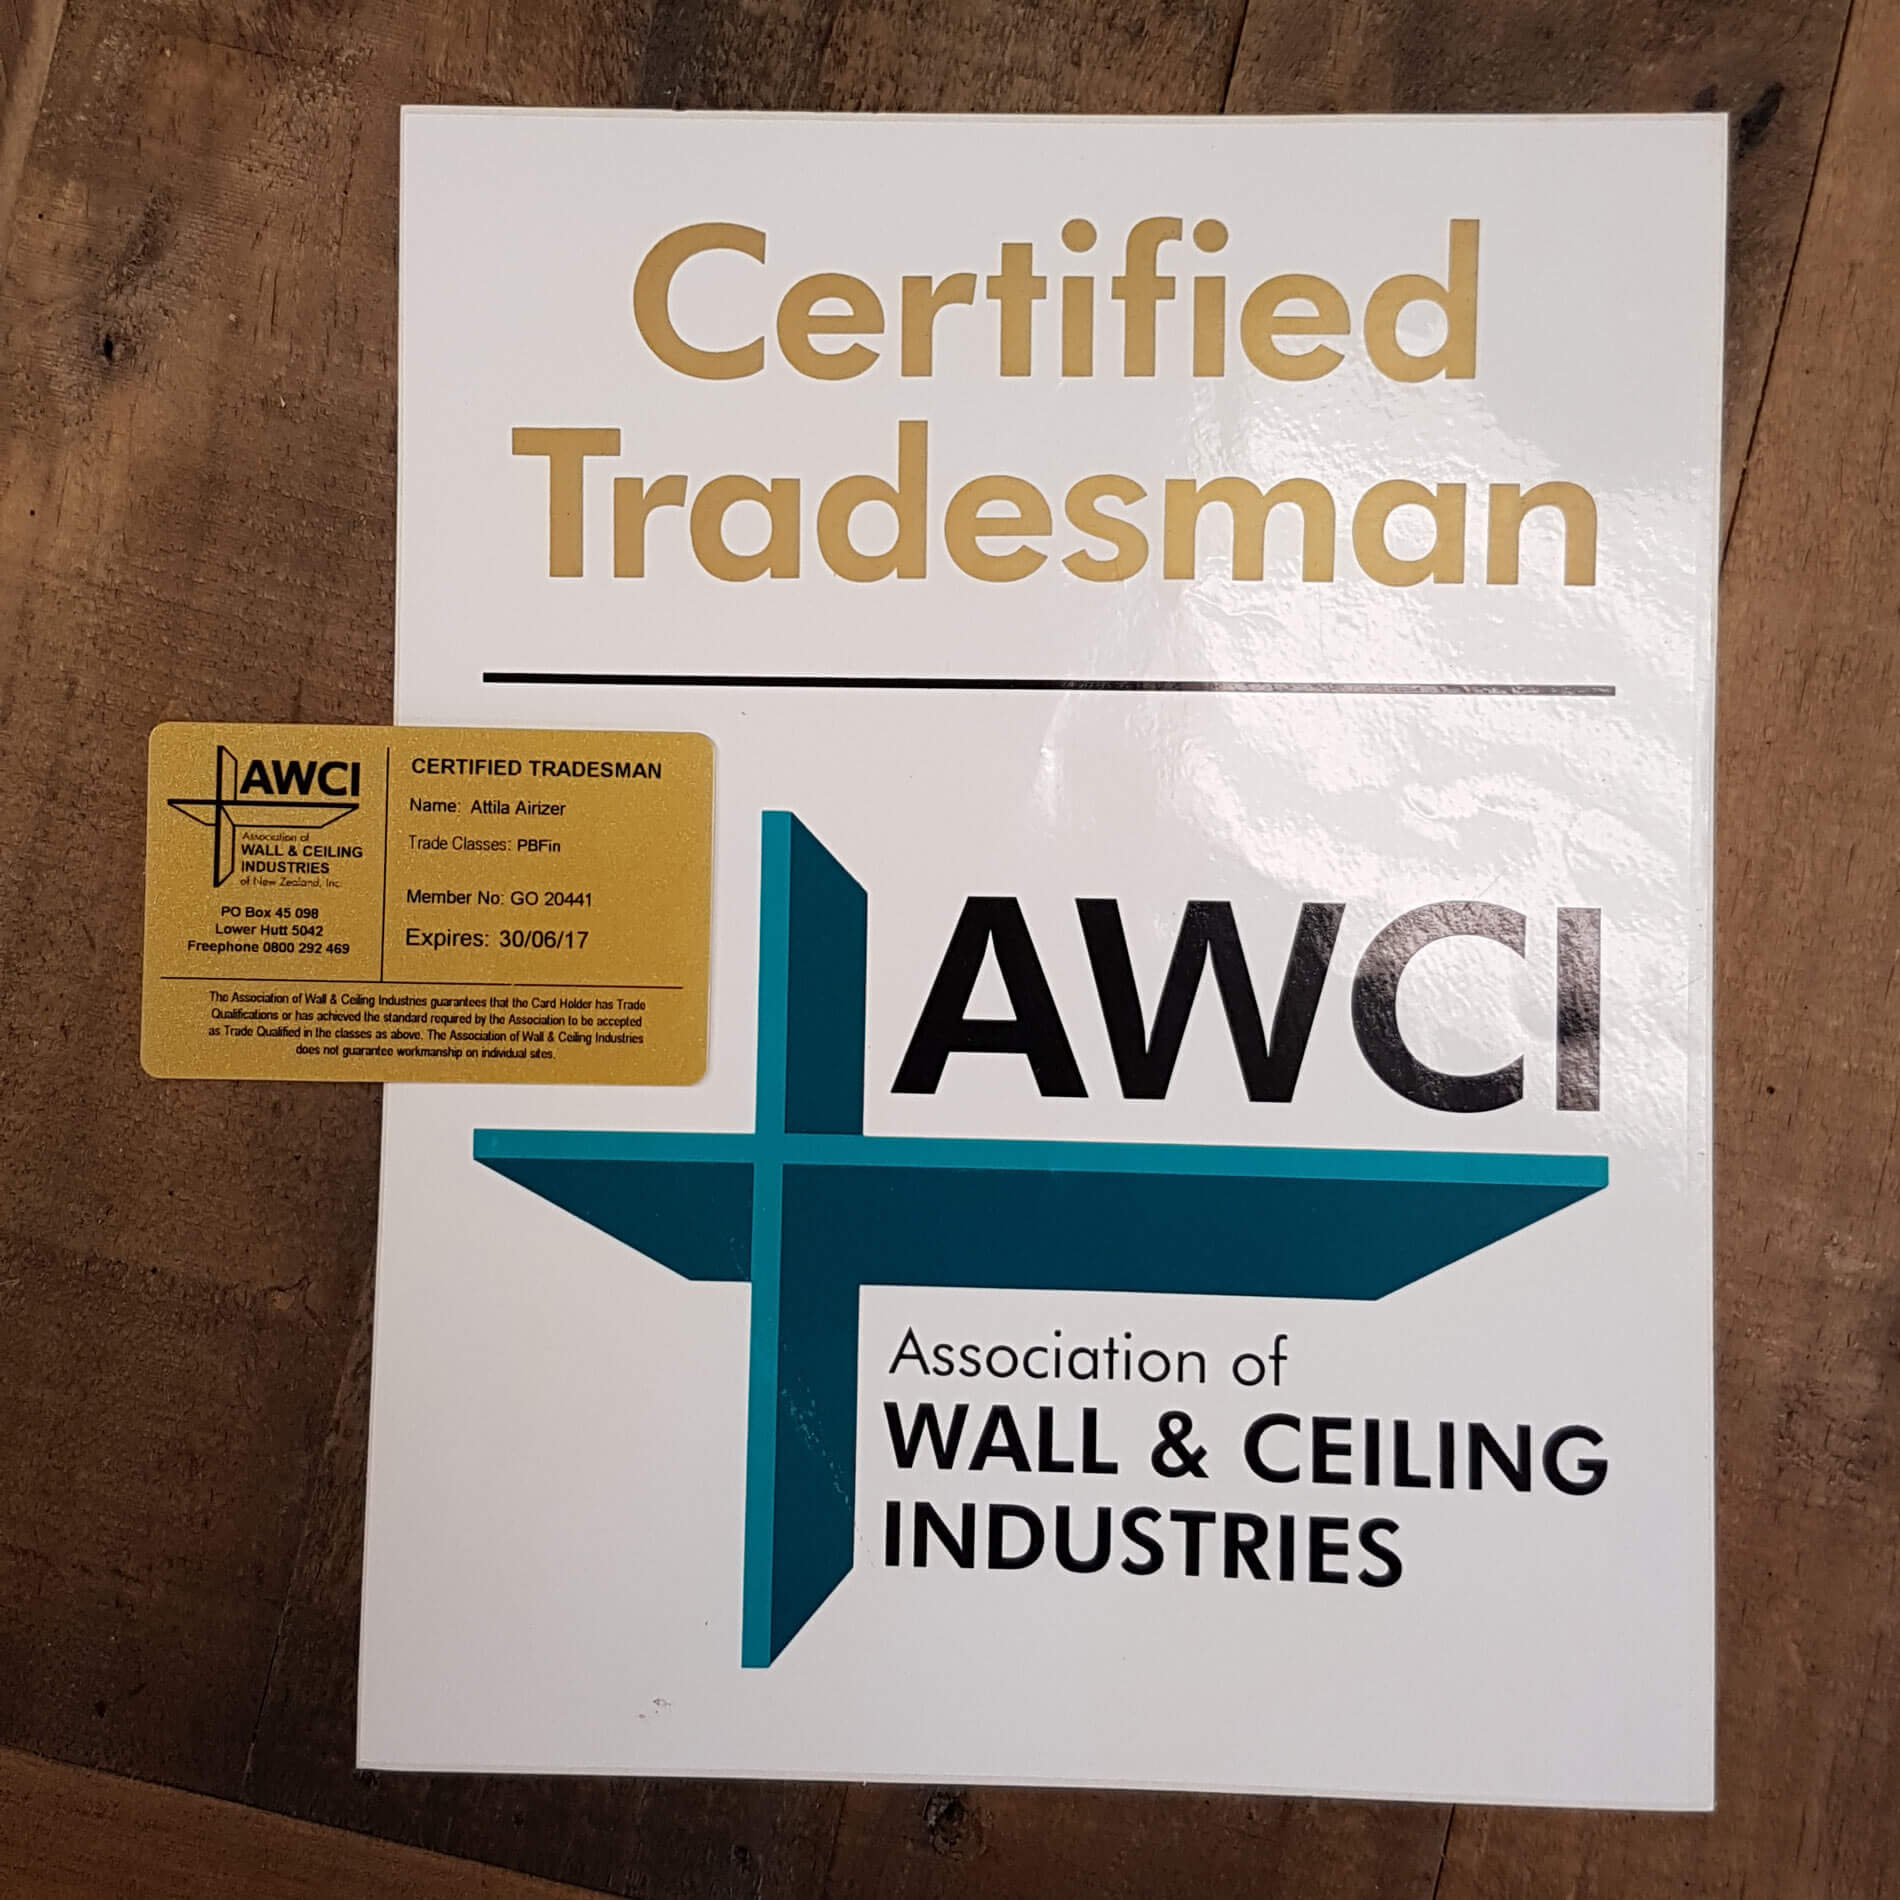 Certified
Tradesman
AWCI
Association of
WALL & CEILING
INDUSTRIES
AWCI
Association of
WALL & CEILING
INDUSTRIES
of New Zealand, Inc.
PO Box 45 098
Lower Hutt 5042
Freephone 0800 292 469
CERTIFIED TRADESMAN
Name: Attila Airizer
Trade Classes: PBFin
Member No: GO 20441
Expires: 30/06/17
The Association of Wall & Ceiling Industries guarantees that the Card Holder has Trade
Qualifications or has achieved the standard required by the Association to be accepted
as Trade Qualified in the classes as above. The Association of Wall & Ceiling Industries
does not guarantee workmanship on individual sites.